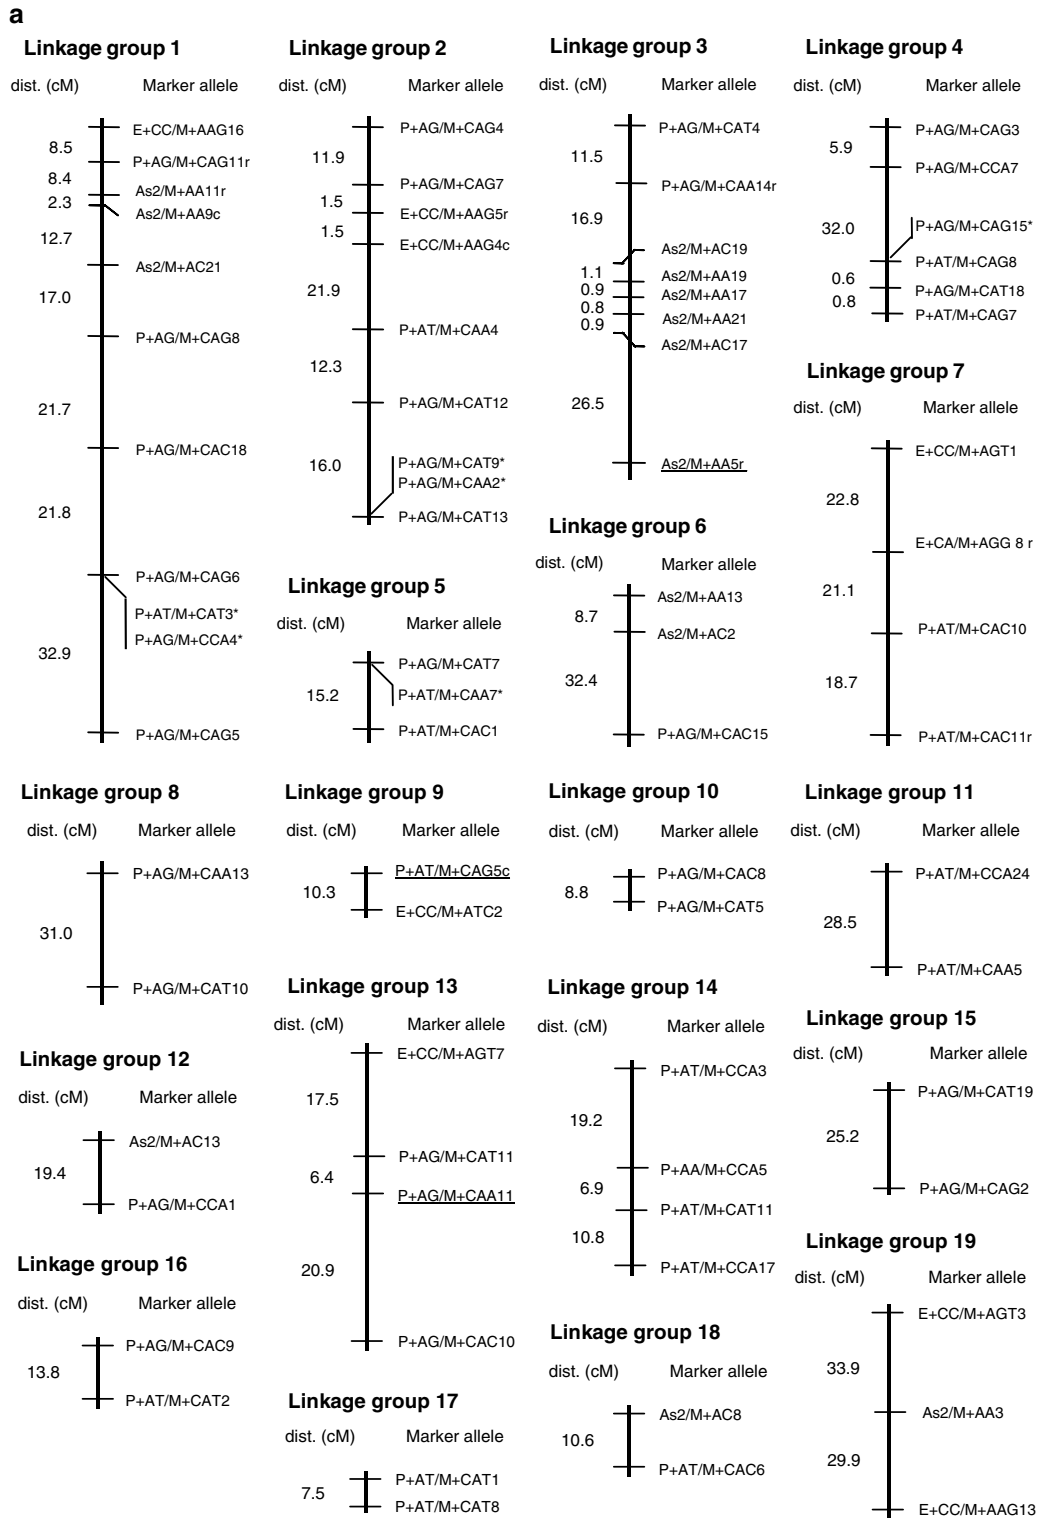 a
Linkage group 1
dist. (cM) Marker allele
E+CC/M+AAG16
8.5
P+AG/M+CAG11r
8.4
As2/M+AA11r
2.3
As2/M+AA9c
12.7
As2/M+AC21
17.0
P+AG/M+CAG8
21.7
P+AG/M+CAC18
21.8
P+AG/M+CAG6
P+AT/M+CAT3*
P+AG/M+CCA4*
32.9
P+AG/M+CAG5
Linkage group 2
dist. (cM) Marker allele
P+AG/M+CAG4
11.9
P+AG/M+CAG7
1.5
E+CC/M+AAG5r
1.5
E+CC/M+AAG4c
21.9
P+AT/M+CAA4
12.3
P+AG/M+CAT12
16.0
P+AG/M+CAT9*
P+AG/M+CAA2*
P+AG/M+CAT13
Linkage group 3
dist. (cM) Marker allele
P+AG/M+CAT4
11.5
P+AG/M+CAA14r
16.9
As2/M+AC19
1.1
As2/M+AA19
0.9
As2/M+AA17
0.8
As2/M+AA21
0.9
As2/M+AC17
26.5
As2/M+AA5r
Linkage group 4
dist. (cM) Marker allele
P+AG/M+CAG3
5.9
P+AG/M+CCA7
32.0
P+AG/M+CAG15*
P+AT/M+CAG8
0.6
P+AG/M+CAT18
0.8
P+AT/M+CAG7
Linkage group 5
dist. (cM) Marker allele
P+AG/M+CAT7
15.2
P+AT/M+CAA7*
P+AT/M+CAC1
Linkage group 6
dist. (cM) Marker allele
As2/M+AA13
8.7
As2/M+AC2
32.4
P+AG/M+CAC15
Linkage group 7
dist. (cM) Marker allele
E+CC/M+AGT1
22.8
E+CA/M+AGG 8 r
21.1
P+AT/M+CAC10
18.7
P+AT/M+CAC11r
Linkage group 8
dist. (cM) Marker allele
P+AG/M+CAA13
31.0
P+AG/M+CAT10
Linkage group 9
dist. (cM) Marker allele
P+AT/M+CAG5c
10.3
E+CC/M+ATC2
Linkage group 10
dist. (cM) Marker allele
P+AG/M+CAC8
8.8
P+AG/M+CAT5
Linkage group 11
dist. (cM) Marker allele
P+AT/M+CCA24
28.5
P+AT/M+CAA5
Linkage group 12
dist. (cM) Marker allele
As2/M+AC13
19.4
P+AG/M+CCA1
Linkage group 13
dist. (cM) Marker allele
E+CC/M+AGT7
17.5
P+AG/M+CAT11
6.4
P+AG/M+CAA11
20.9
P+AG/M+CAC10
Linkage group 14
dist. (cM) Marker allele
P+AT/M+CCA3
19.2
P+AA/M+CCA5
6.9
P+AT/M+CAT11
10.8
P+AT/M+CCA17
Linkage group 15
dist. (cM) Marker allele
P+AG/M+CAT19
25.2
P+AG/M+CAG2
Linkage group 16
dist. (cM) Marker allele
P+AG/M+CAC9
13.8
P+AT/M+CAT2
Linkage group 17
dist. (cM) Marker allele
P+AT/M+CAT1
7.5
P+AT/M+CAT8
Linkage group 18
dist. (cM) Marker allele
As2/M+AC8
10.6
P+AT/M+CAC6
Linkage group 19
dist. (cM) Marker allele
E+CC/M+AGT3
33.9
As2/M+AA3
29.9
E+CC/M+AAG13